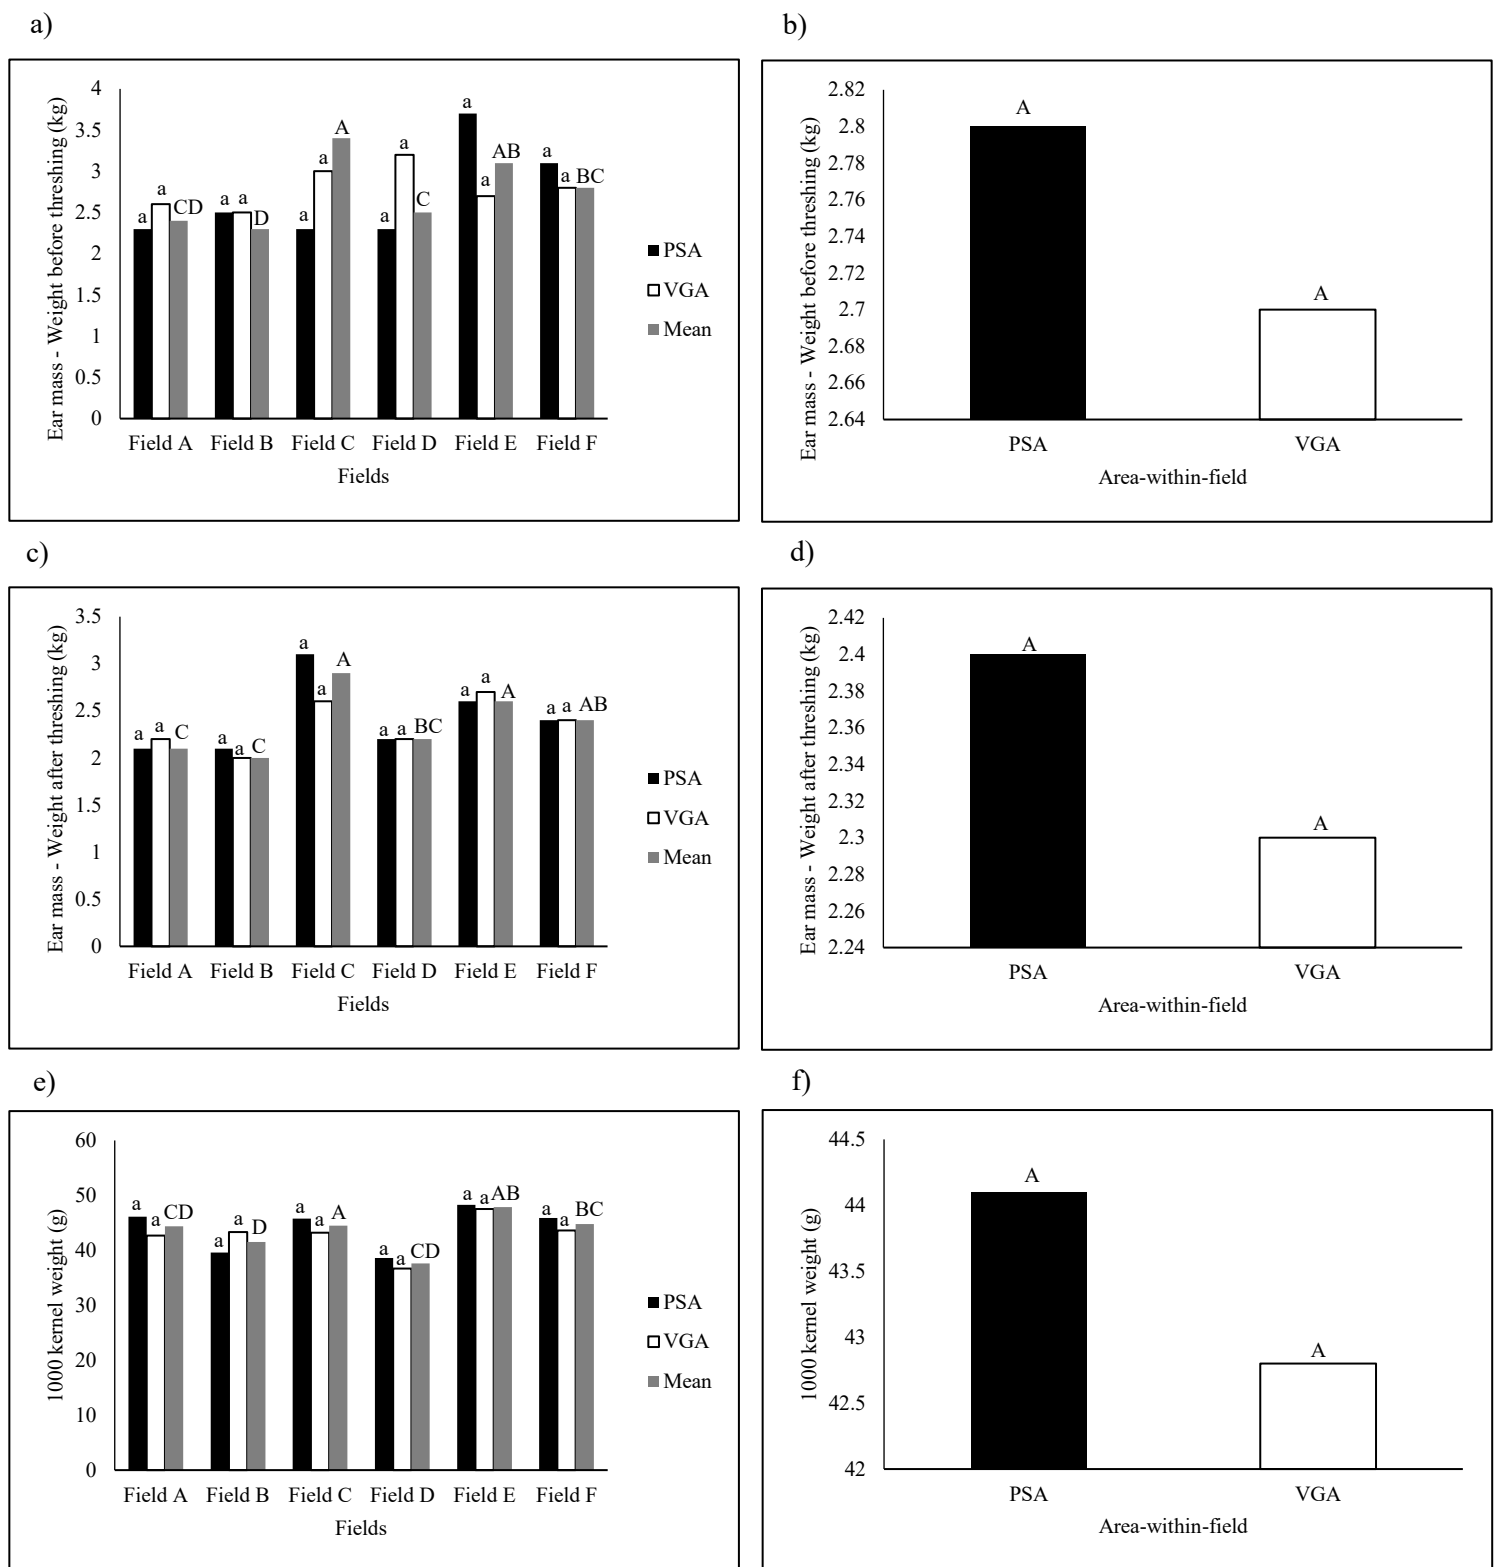 a)
Ear mass - Weight before threshing (kg)
4
3.5
3
2.5
2
1.5
1
0.5
0
a a CD
a a D
a a A
a a C
a a AB
a a BC
Field A Field B Field C Field D Field E Field F
Fields
PSA
VGA
Mean
b)
Ear mass - Weight before threshing (kg)
2.82
2.8
2.78
2.76
2.74
2.72
2.7
2.68
2.66
2.64
A
A
PSA VGA
Area-within-field
c)
Ear mass - Weight after threshing (kg)
3.5
3
2.5
2
1.5
1
0.5
0
a a C
a a C
a a A
a a BC
a a A
a a AB
Field A Field B Field C Field D Field E Field F
Fields
PSA
VGA
Mean
d)
Ear mass - Weight after threshing (kg)
2.42
2.4
2.38
2.36
2.34
2.32
2.3
2.28
2.26
2.24
A
A
PSA VGA
Area-within-field
e)
1000 kernel weight (g)
60
50
40
30
20
10
0
a a CD
a a D
a a A
a a CD
a a AB
a a BC
Field A Field B Field C Field D Field E Field F
Fields
PSA
VGA
Mean
f)
1000 kernel weight (g)
44.5
44
43.5
43
42.5
42
A
A
PSA VGA
Area-within-field